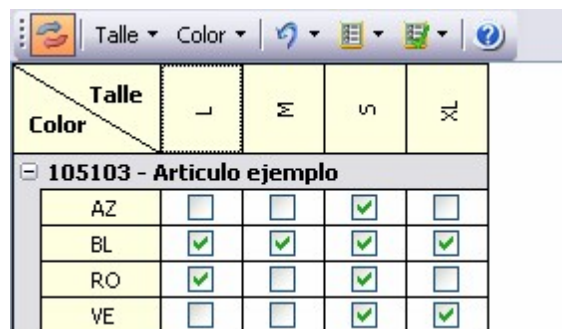 Talle Color
Talle
Color
L M S XL
105103 - Articulo ejemplo
AZ
BL
RO
VE